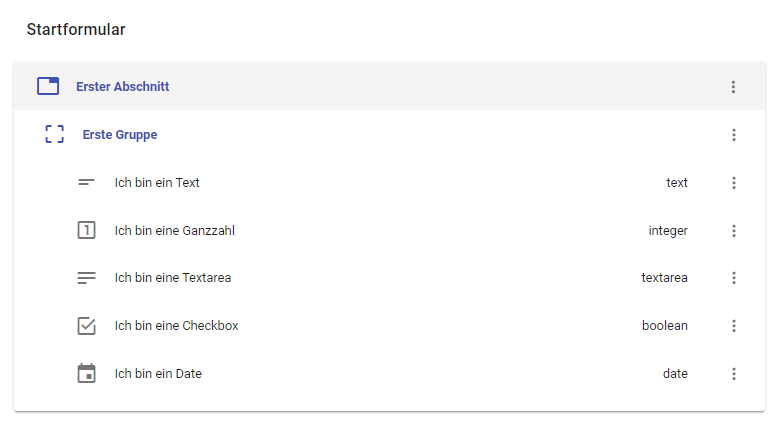 Startformular
Erster Abschnitt
Erste Gruppe
Ich bin ein Text text
Ich bin eine Ganzzahl integer
Ich bin eine Textarea textarea
Ich bin eine Checkbox boolean
Ich bin ein Date date